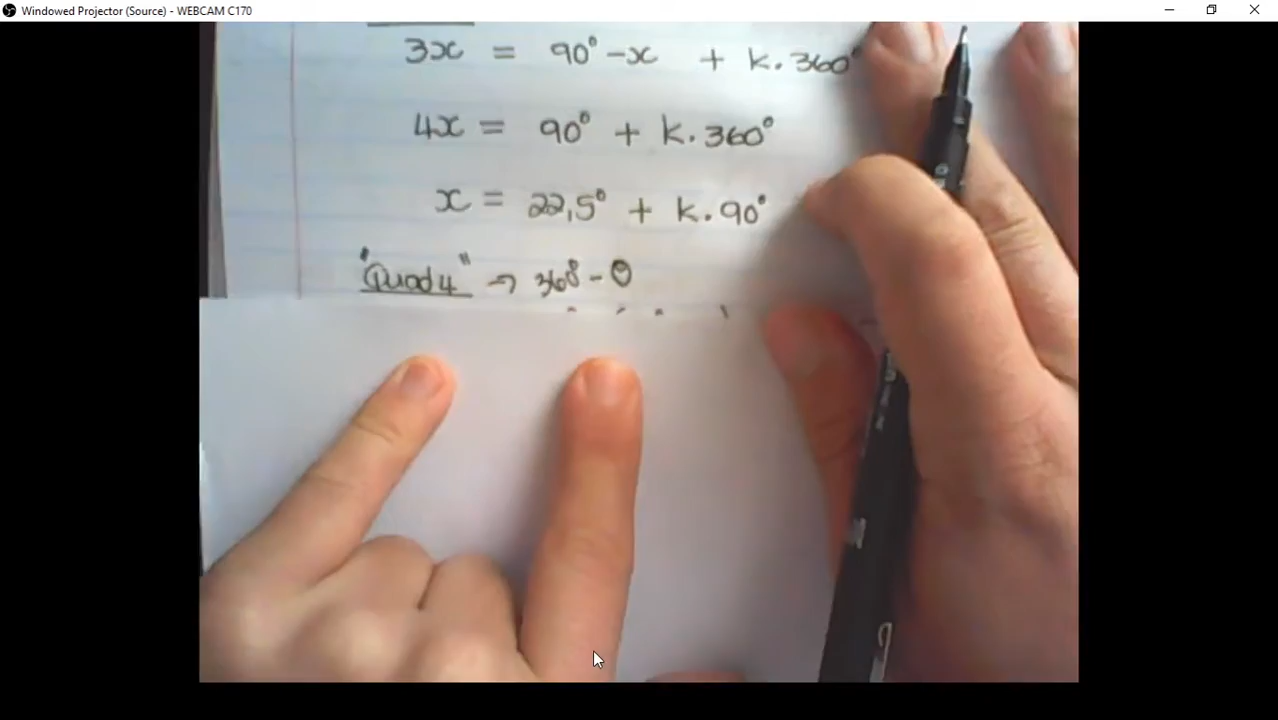 Windowed Projector (Source) - WEBCAM C170
3x = 90° - x + k.360°
4x = 90° + k.360°
x = 22,5° + k.90°
"Quad 4" → 360° - θ